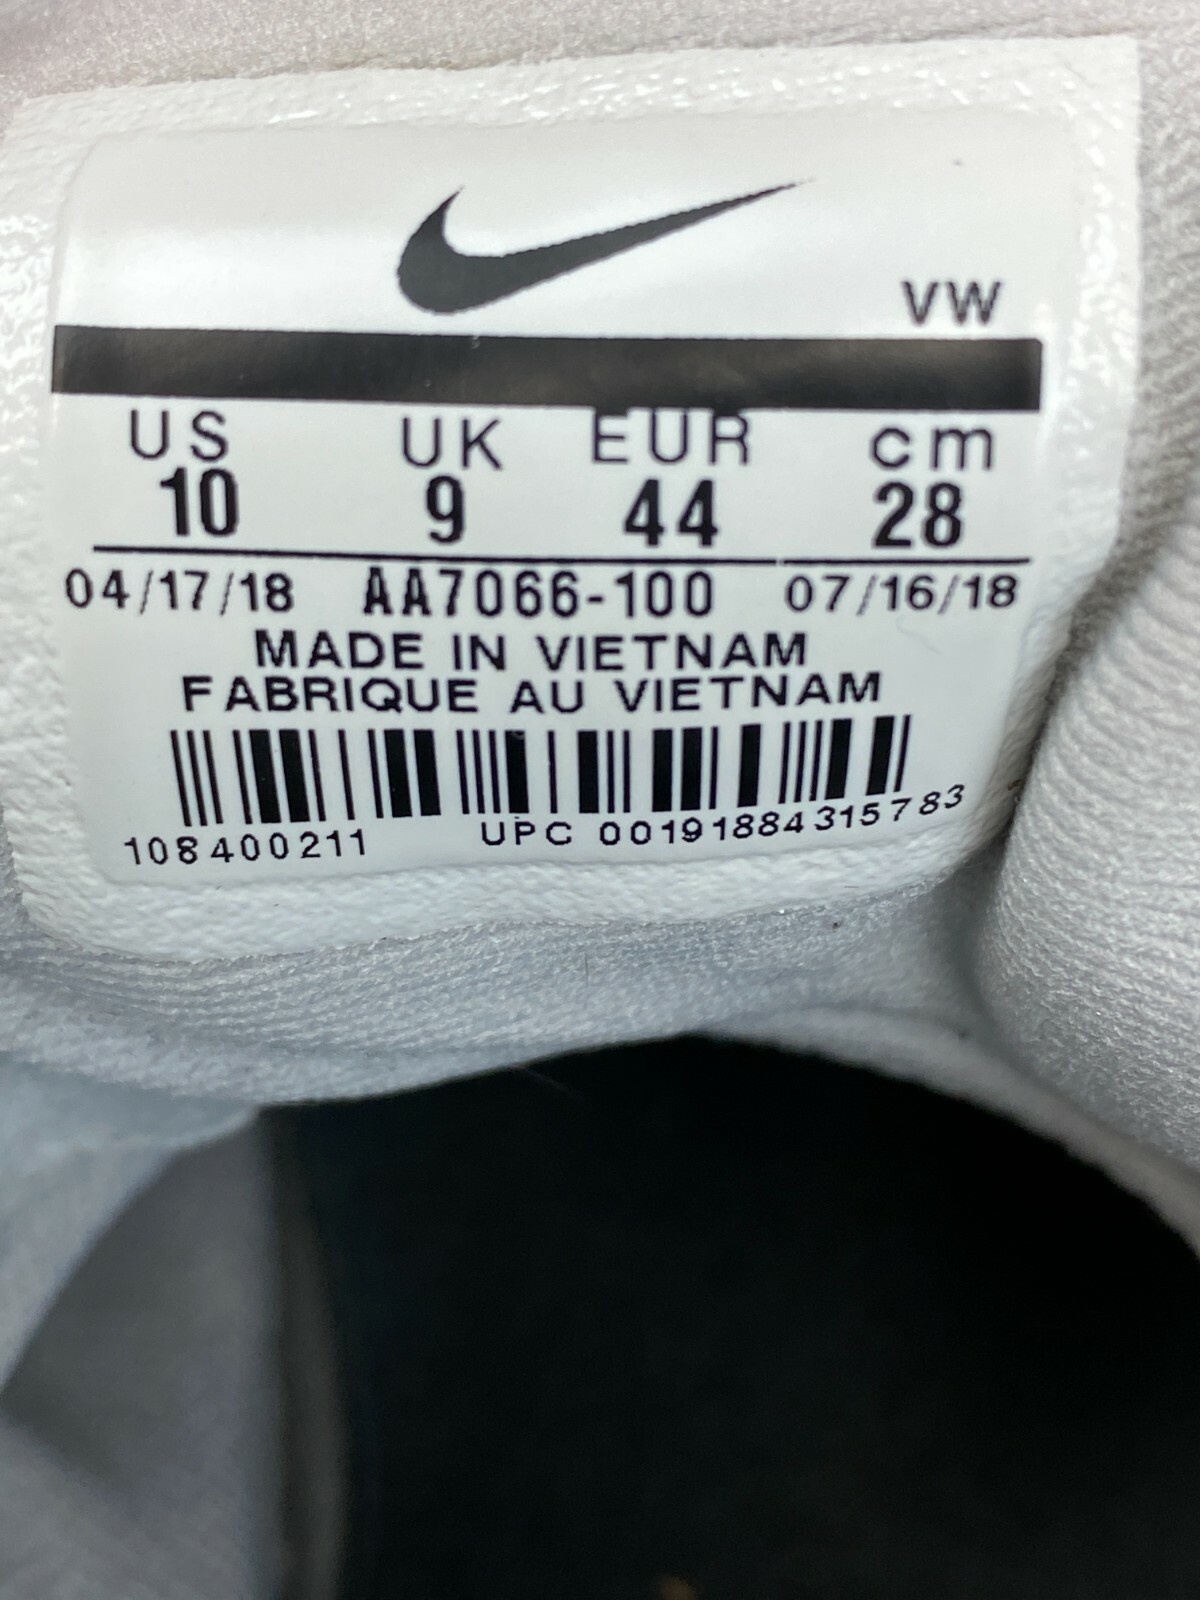 VW
US UK EUR cm
10 9 44 28
04/17/18 AA7066-100 07/16/18
MADE IN VIETNAM
FABRIQUE AU VIETNAM
108400211 UPC 00191884315783